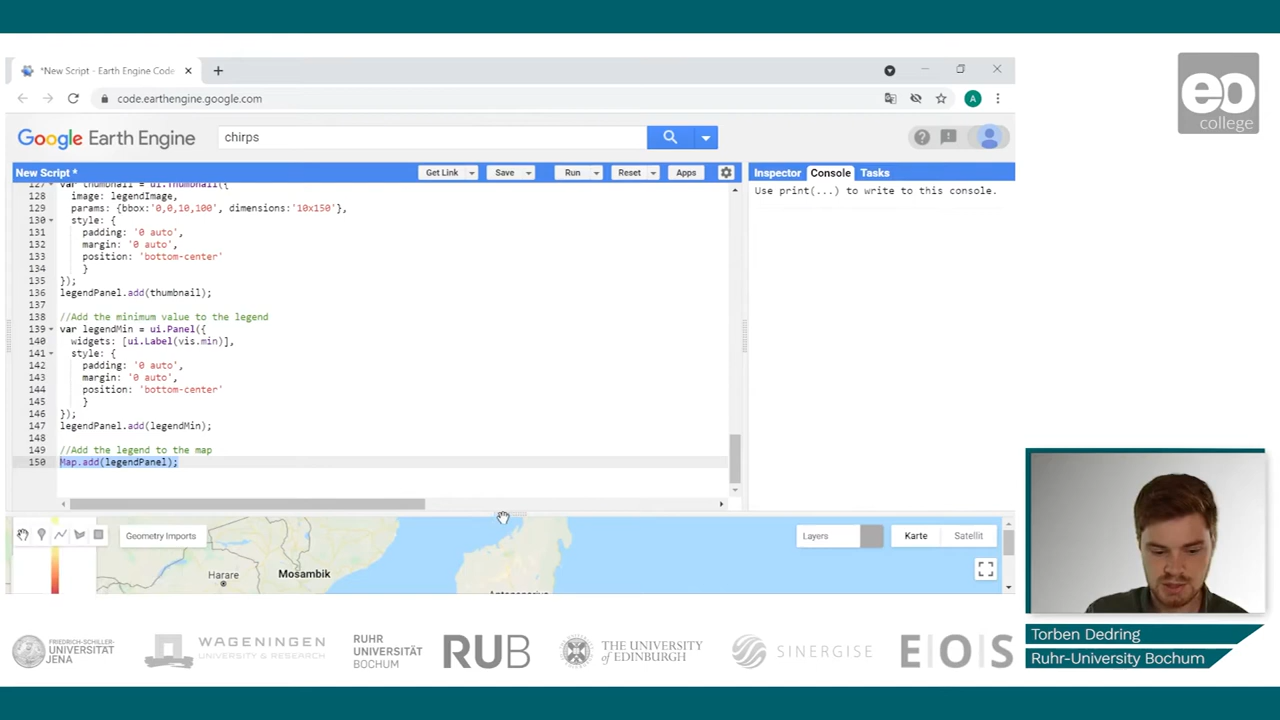 eo
college
*New Script - Earth Engine Code
code.earthengine.google.com
A
Google Earth Engine
chirps
New Script *
Get Link
Save
Run
Reset
Apps
Inspector
Console
Tasks
Use print(...) to write to this console.
127 var thumbnail = ui.Thumbnail({
128 image: legendImage,
129 params: {bbox:'0,0,10,100', dimensions:'10x150'},
130 style: {
131 padding: '0 auto',
132 margin: '0 auto',
133 position: 'bottom-center'
134 }
135 });
136 legendPanel.add(thumbnail);
137
138 //Add the minimum value to the legend
139 var legendMin = ui.Panel({
140 widgets: [ui.Label(vis.min)],
141 style: {
142 padding: '0 auto',
143 margin: '0 auto',
144 position: 'bottom-center'
145 }
146 });
147 legendPanel.add(legendMin);
148
149 //Add the legend to the map
150 Map.add(legendPanel);
Geometry Imports
Layers
Karte
Satellit
Harare
Mosambik
Torben Dedring
Ruhr-University Bochum
FRIEDRICH-SCHILLER-
UNIVERSITÄT
JENA
WAGENINGEN
UNIVERSITY & RESEARCH
RUHR
UNIVERSITÄT
BOCHUM
RUB
THE UNIVERSITY
of EDINBURGH
SINERGISE
E|O|S